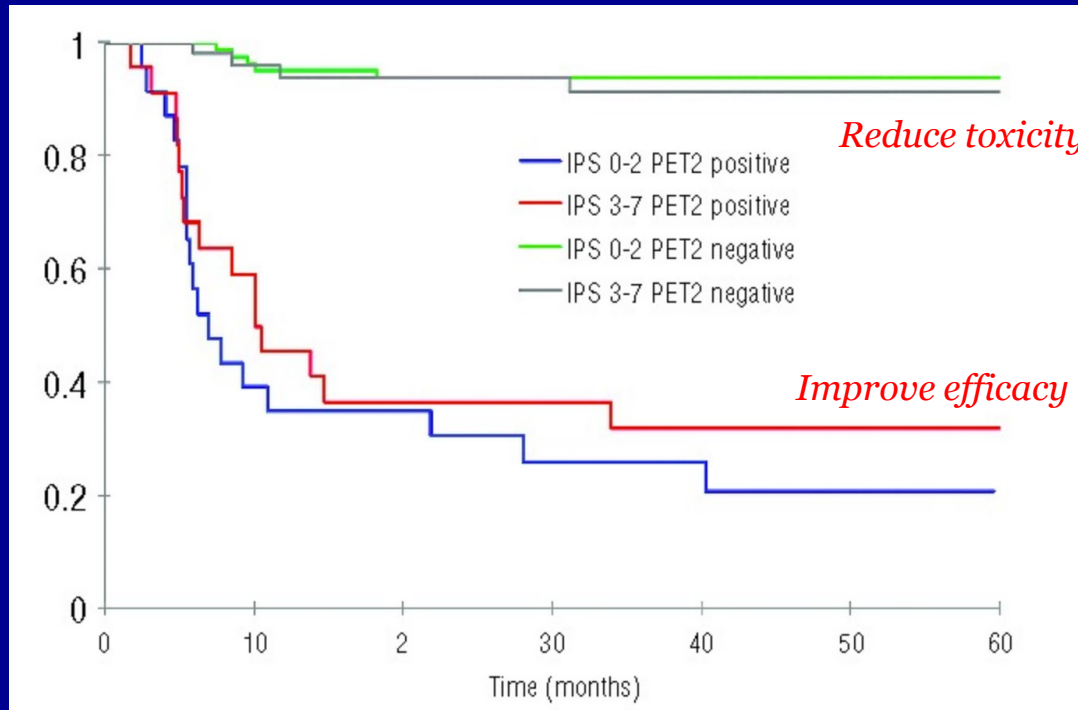 1
Reduce toxicity
0.8
IPS 0-2 PET2 positive
IPS 3-7 PET2 positive
IPS 0-2 PET2 negative
IPS 3-7 PET2 negative
0.6
0.4
Improve efficacy
0.2
0
0 10 2 30 40 50 60
Time (months)